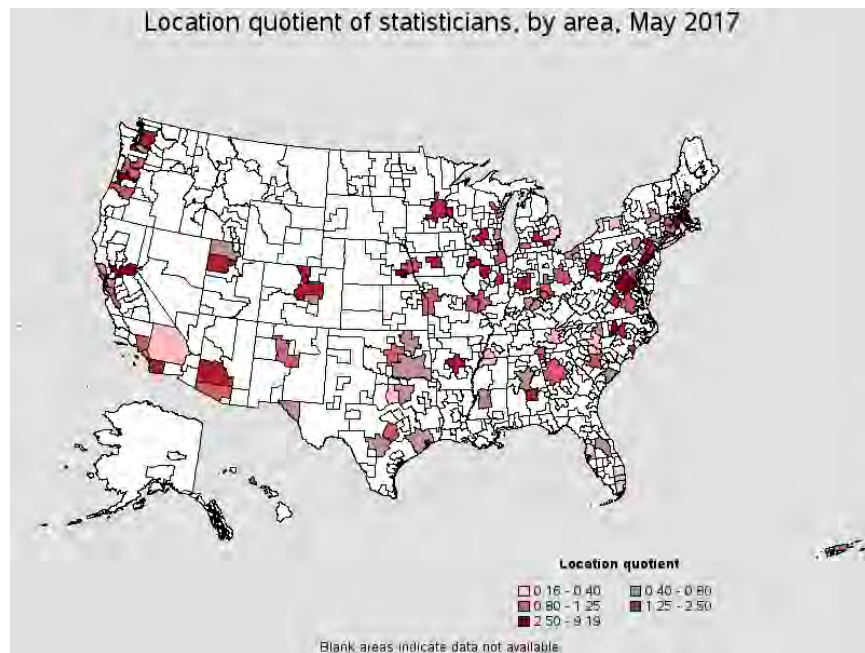 Location quotient of statisticians, by area, May 2017
Location quotient
0.16 - 0.40
0.40 - 0.80
0.80 - 1.25
1.25 - 2.50
2.50 - 9.19
Blank areas indicate data not available